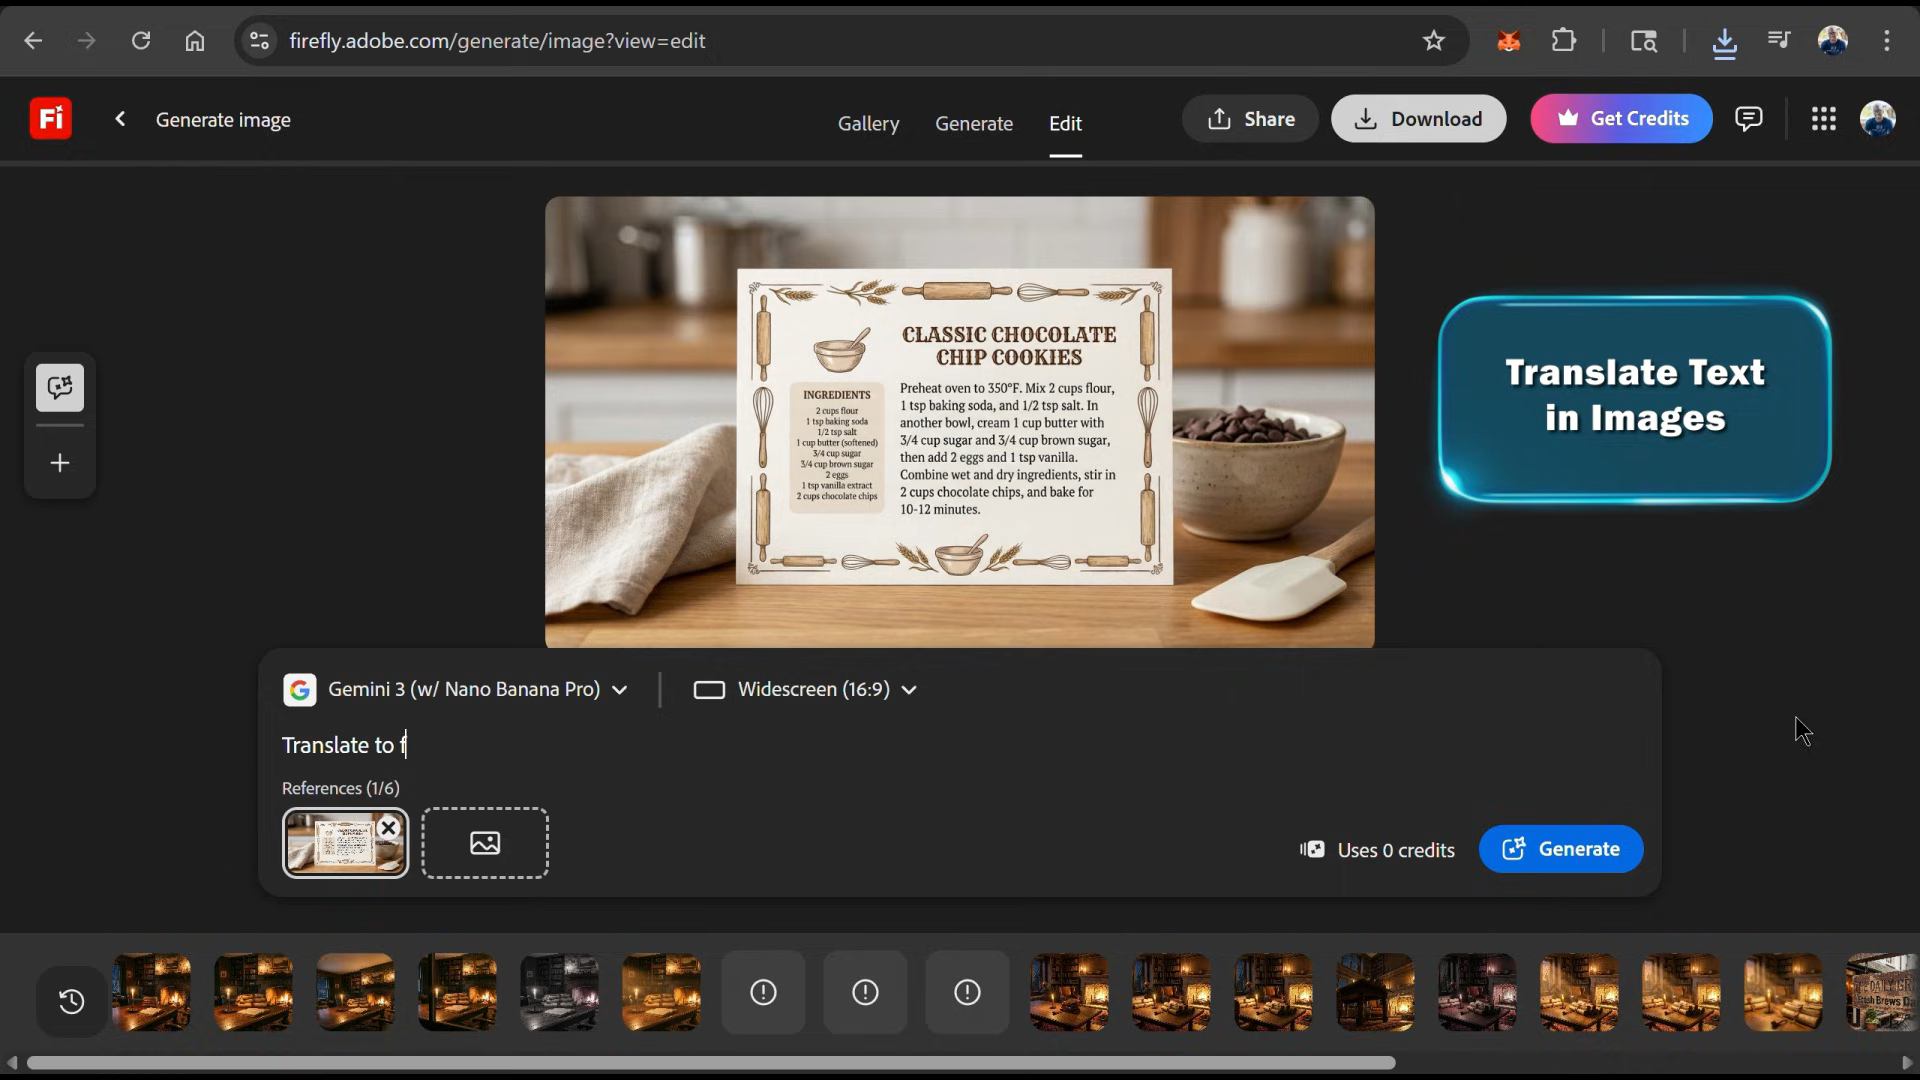 firefly.adobe.com/generate/image?view=edit
Fi
Generate image
Gallery
Generate
Edit
Share
Download
Get Credits
CLASSIC CHOCOLATE
CHIP COOKIES
INGREDIENTS
2 cups flour
1 tsp baking soda
1/2 tsp salt
1 cup butter (softened)
3/4 cup sugar
3/4 cup brown sugar
2 eggs
1 tsp vanilla extract
2 cups chocolate chips
Preheat oven to 350°F. Mix 2 cups flour,
1 tsp baking soda, and 1/2 tsp salt. In
another bowl, cream 1 cup butter with
3/4 cup sugar and 3/4 cup brown sugar,
then add 2 eggs and 1 tsp vanilla.
Combine wet and dry ingredients, stir in
2 cups chocolate chips, and bake for
10-12 minutes.
Translate Text
in Images
Gemini 3 (w/ Nano Banana Pro)
Widescreen (16:9)
Translate to f
References (1/6)
Uses 0 credits
Generate